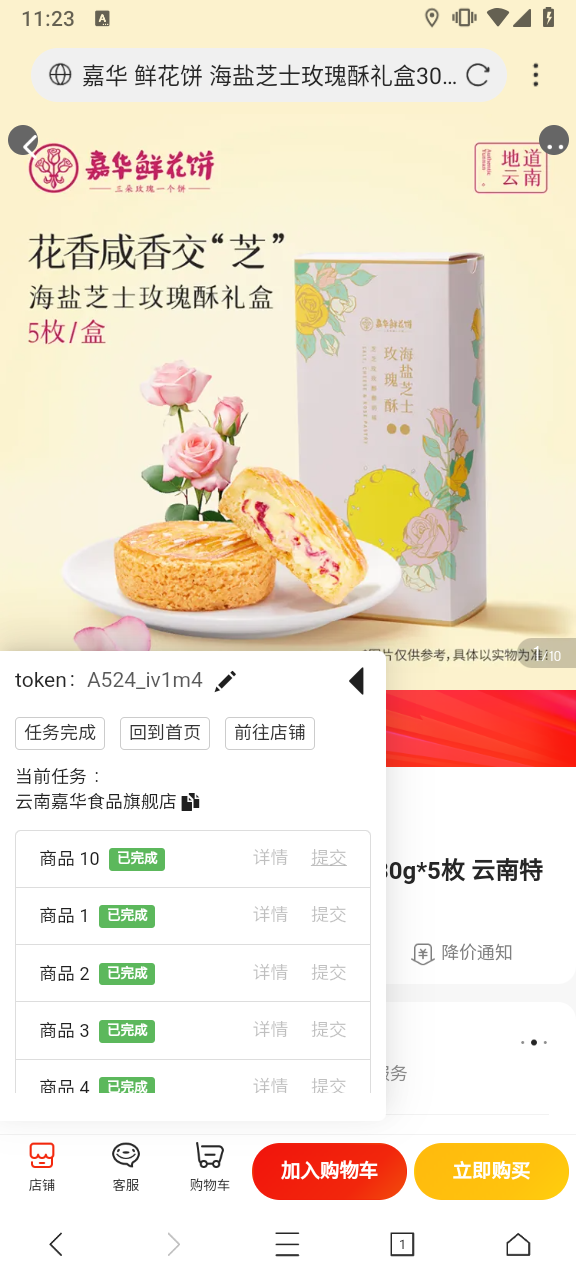 11:23
嘉华 鲜花饼 海盐芝士玫瑰酥礼盒30...
嘉华鲜花饼
三朵玫瑰一个饼
地道
云南
花香咸香交“芝”
海盐芝士玫瑰酥礼盒
5枚/盒
嘉华鲜花饼
海盐芝士
玫瑰酥
图片仅供参考，具体以实物为准
1/10
token： A524_iv1m4
任务完成
回到首页
前往店铺
当前任务：
云南嘉华食品旗舰店
商品 10 已完成 详情 提交
商品 1 已完成 详情 提交
商品 2 已完成 详情 提交
商品 3 已完成 详情 提交
商品 4 已完成 详情 提交
30g*5枚 云南特
降价通知
服务
店铺
客服
购物车
加入购物车
立即购买
1